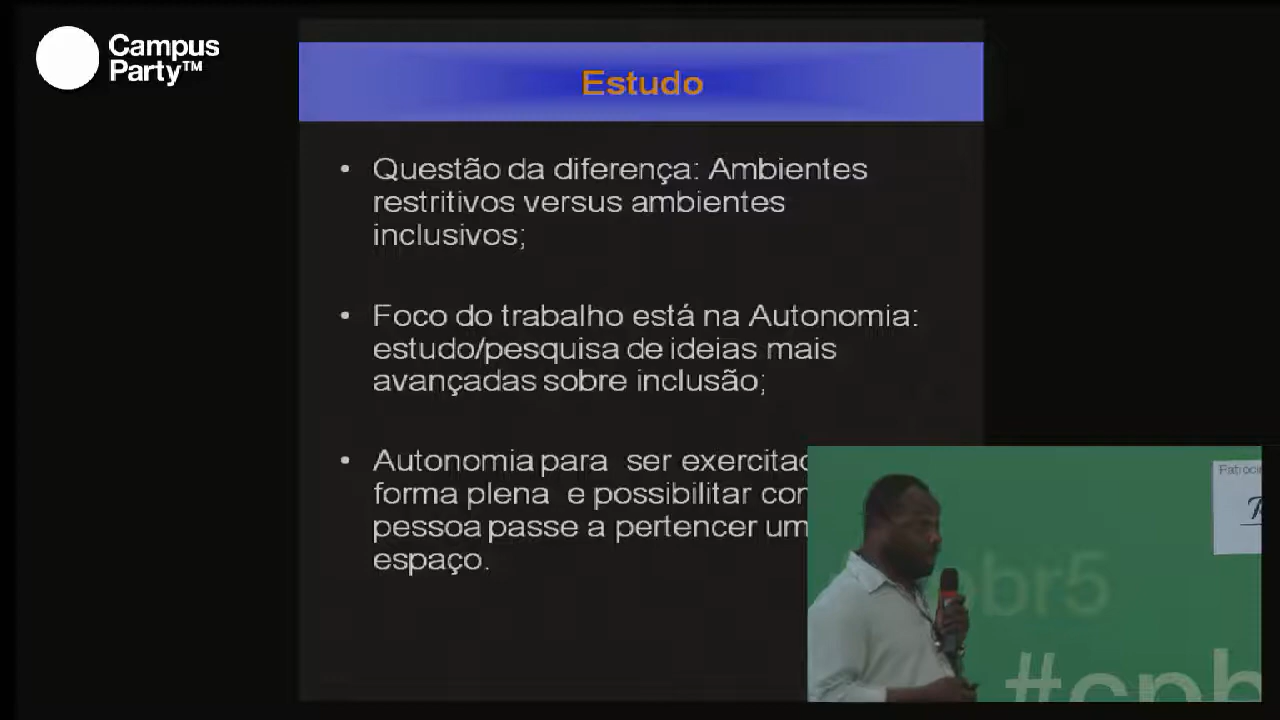 Campus
Party™
Estudo
• Questão da diferença: Ambientes
restritivos versus ambientes
inclusivos;
• Foco do trabalho está na Autonomia:
estudo/pesquisa de ideias mais
avançadas sobre inclusão;
• Autonomia para ser exercitad
forma plena e possibilitar
pessoa passe a pertencer um
espaço.
Patroci
br5
#cpb